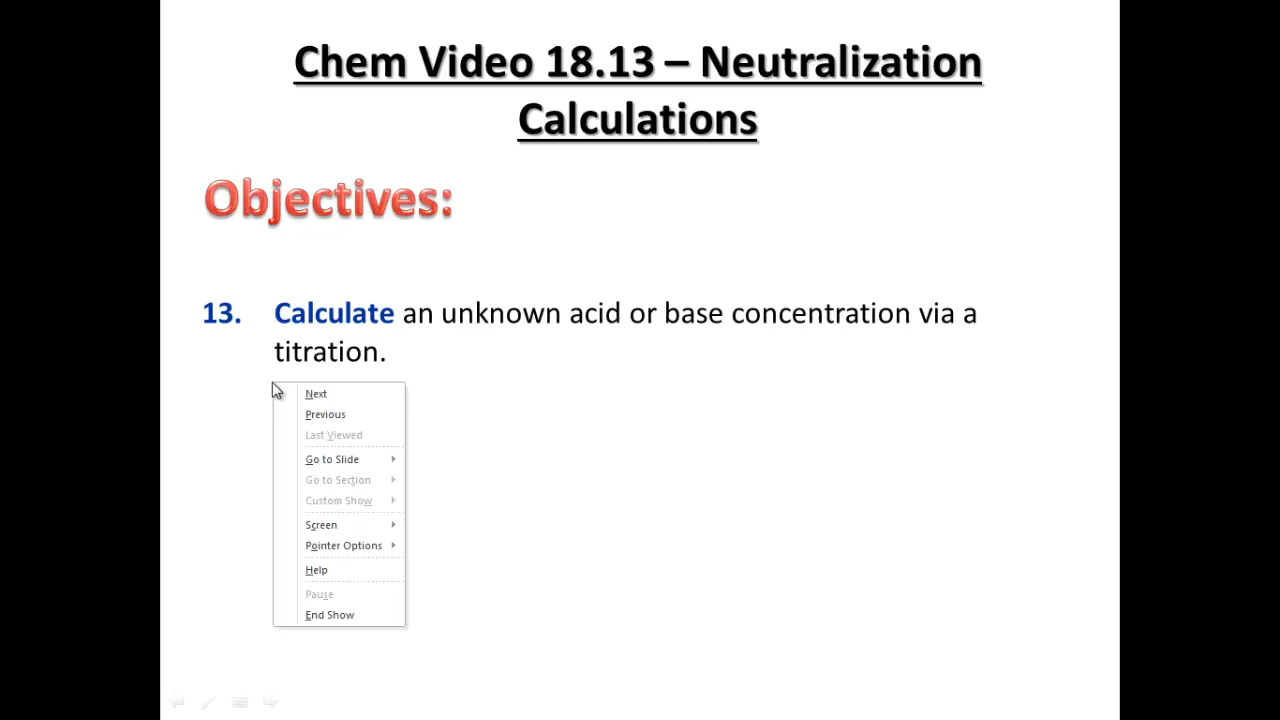 Chem Video 18.13 – Neutralization
Calculations
Objectives:
13. Calculate an unknown acid or base concentration via a
titration.
Next
Previous
Last Viewed
Go to Slide
Go to Section
Custom Show
Screen
Pointer Options
Help
Pause
End Show